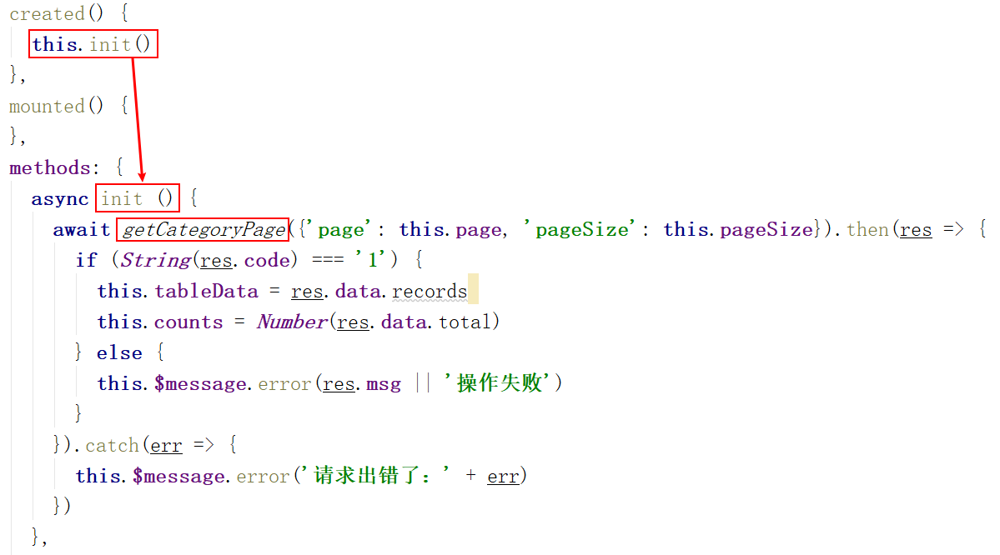 created() {
this.init()
},
mounted() {
},
methods: {
async init () {
await getCategoryPage({'page': this.page, 'pageSize': this.pageSize}).then(res => {
if (String(res.code) === '1') {
this.tableData = res.data.records
this.counts = Number(res.data.total)
} else {
this.$message.error(res.msg || '操作失败')
}
}).catch(err => {
this.$message.error('请求出错了：' + err)
})
},